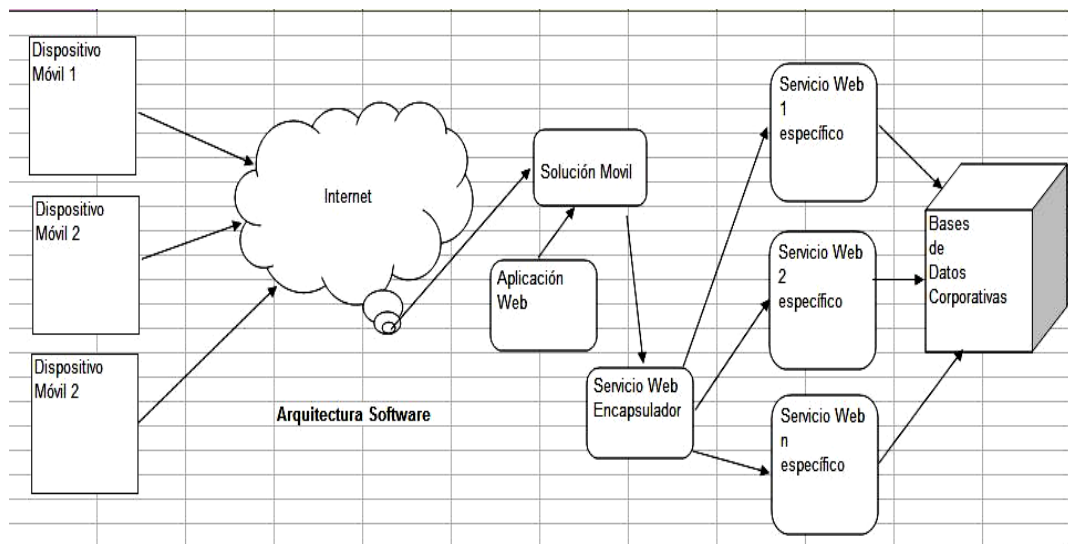 Dispositivo
Móvil 1
Dispositivo
Móvil 2
Dispositivo
Móvil 2
Internet
Arquitectura Software
Solución Movil
Aplicación
Web
Servicio Web
Encapsulador
Servicio Web
1
específico
Servicio Web
2
específico
Servicio Web
n
específico
Bases
de
Datos
Corporativas